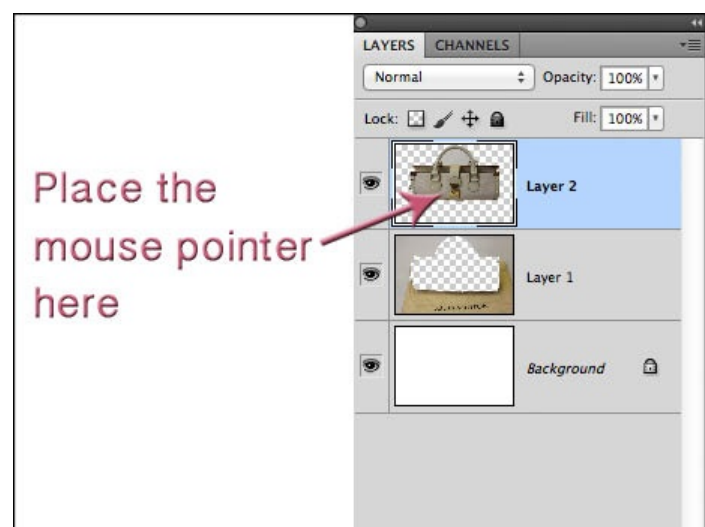 LAYERS CHANNELS
Normal Opacity: 100%
Lock: Fill: 100%
Place the
mouse pointer
here
Layer 2
Layer 1
Background